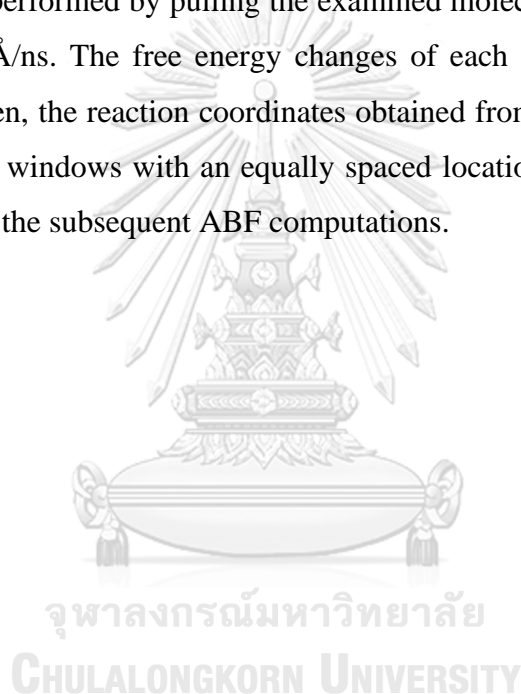 performed by pulling the examined molec
Å/ns. The free energy changes of each
en, the reaction coordinates obtained from
windows with an equally spaced locatio
the subsequent ABF computations.
จุฬาลงกรณ์มหาวิทยาลัย
CHULALONGKORN UNIVERSITY